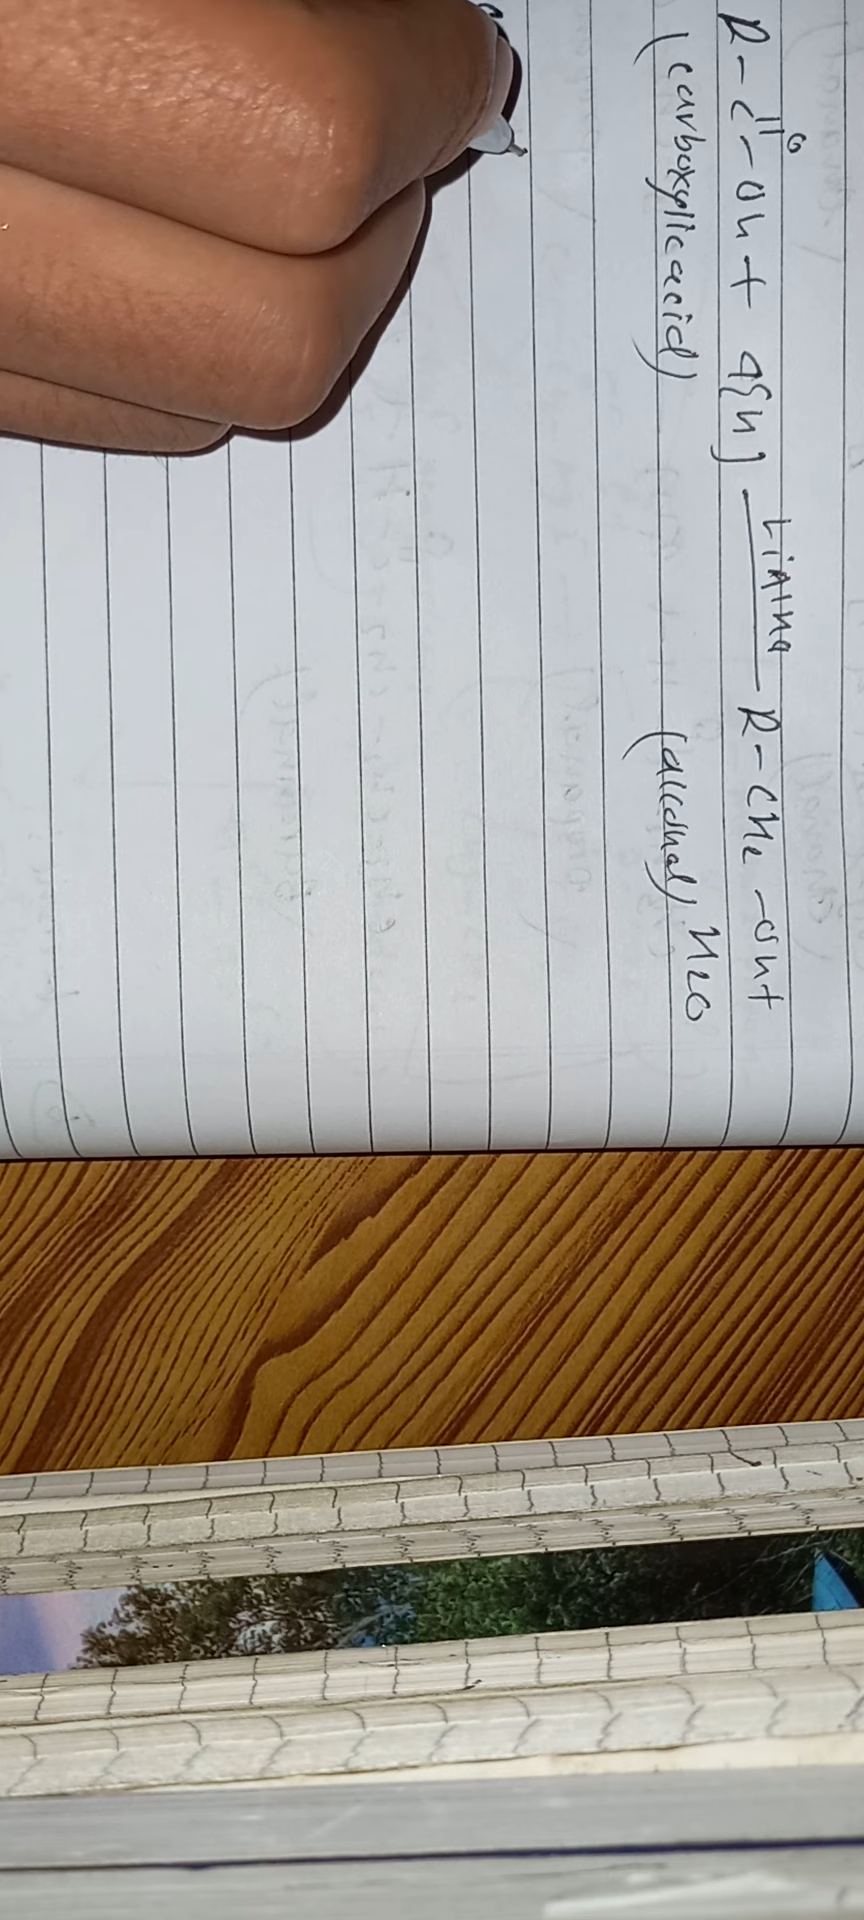 O
R-C-OH + 4[H] LiAlH4 R-CH2-OH+
(carboxylic acid) (alcohol) H2O